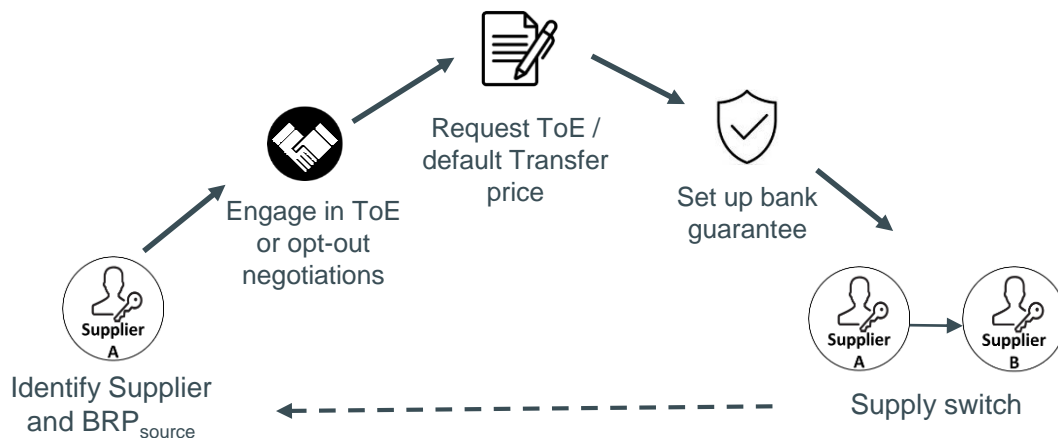 Supplier
A
Identify Supplier
and BRPsource
Engage in ToE
or opt-out
negotiations
Request ToE /
default Transfer
price
Set up bank
guarantee
Supplier
A
Supplier
B
Supply switch